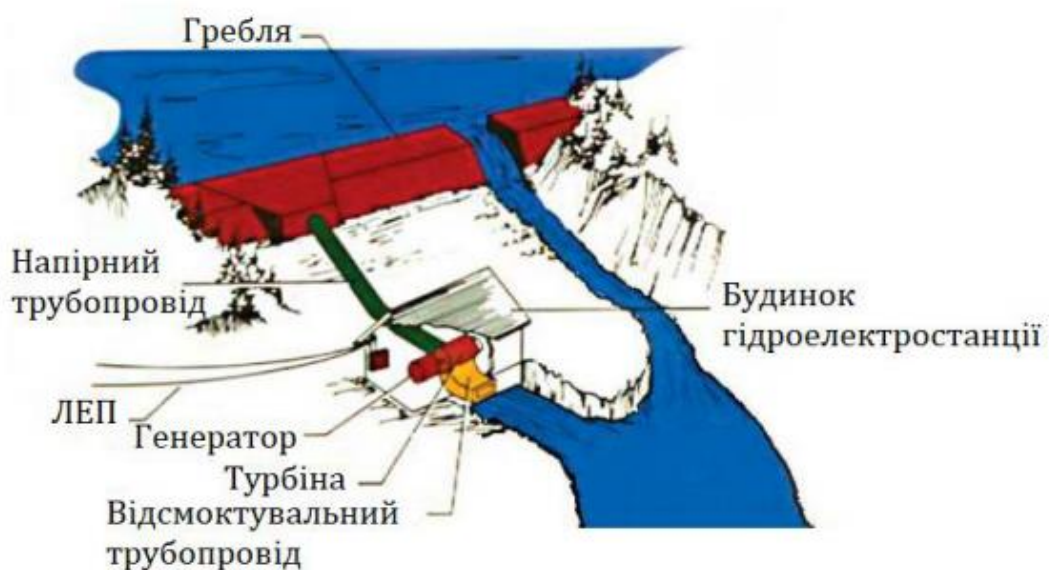 Гребля
Напірний
трубопровід
Будинок
гідроелектростанції
ЛЕП
Генератор
Турбіна
Відсмоктувальний
трубопровід